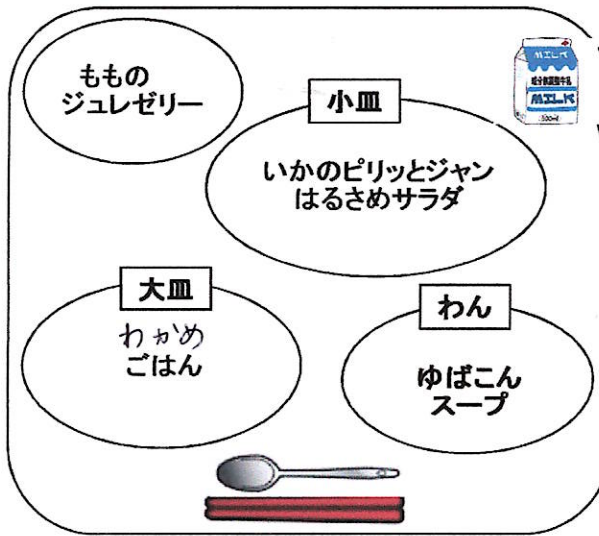 ももの
ジュレゼリー
小皿
いかのピリッとジャン
はるさめサラダ
大皿
わかめ
ごはん
わん
ゆばこん
スープ
MILK
MILK